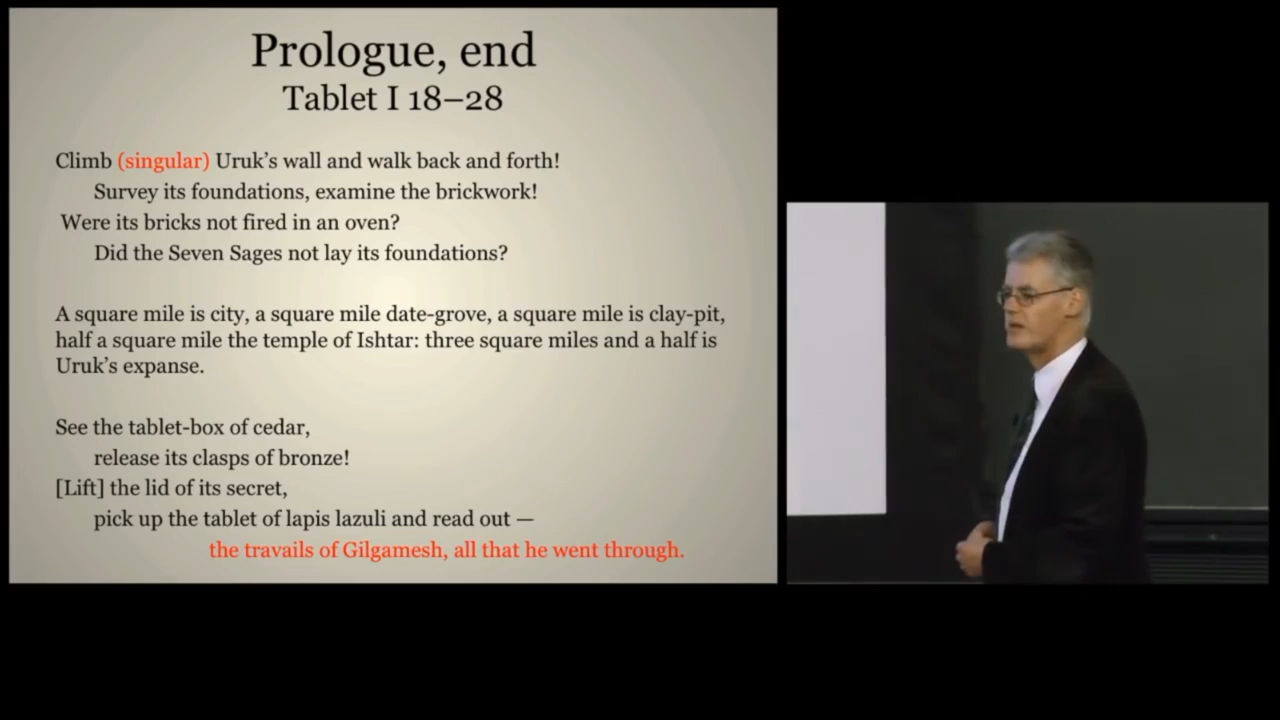 Prologue, end
Tablet I 18–28
Climb (singular) Uruk’s wall and walk back and forth!
Survey its foundations, examine the brickwork!
Were its bricks not fired in an oven?
Did the Seven Sages not lay its foundations?
A square mile is city, a square mile date-grove, a square mile is clay-pit,
half a square mile the temple of Ishtar: three square miles and a half is
Uruk’s expanse.
See the tablet-box of cedar,
release its clasps of bronze!
[Lift] the lid of its secret,
pick up the tablet of lapis lazuli and read out —
the travails of Gilgamesh, all that he went through.